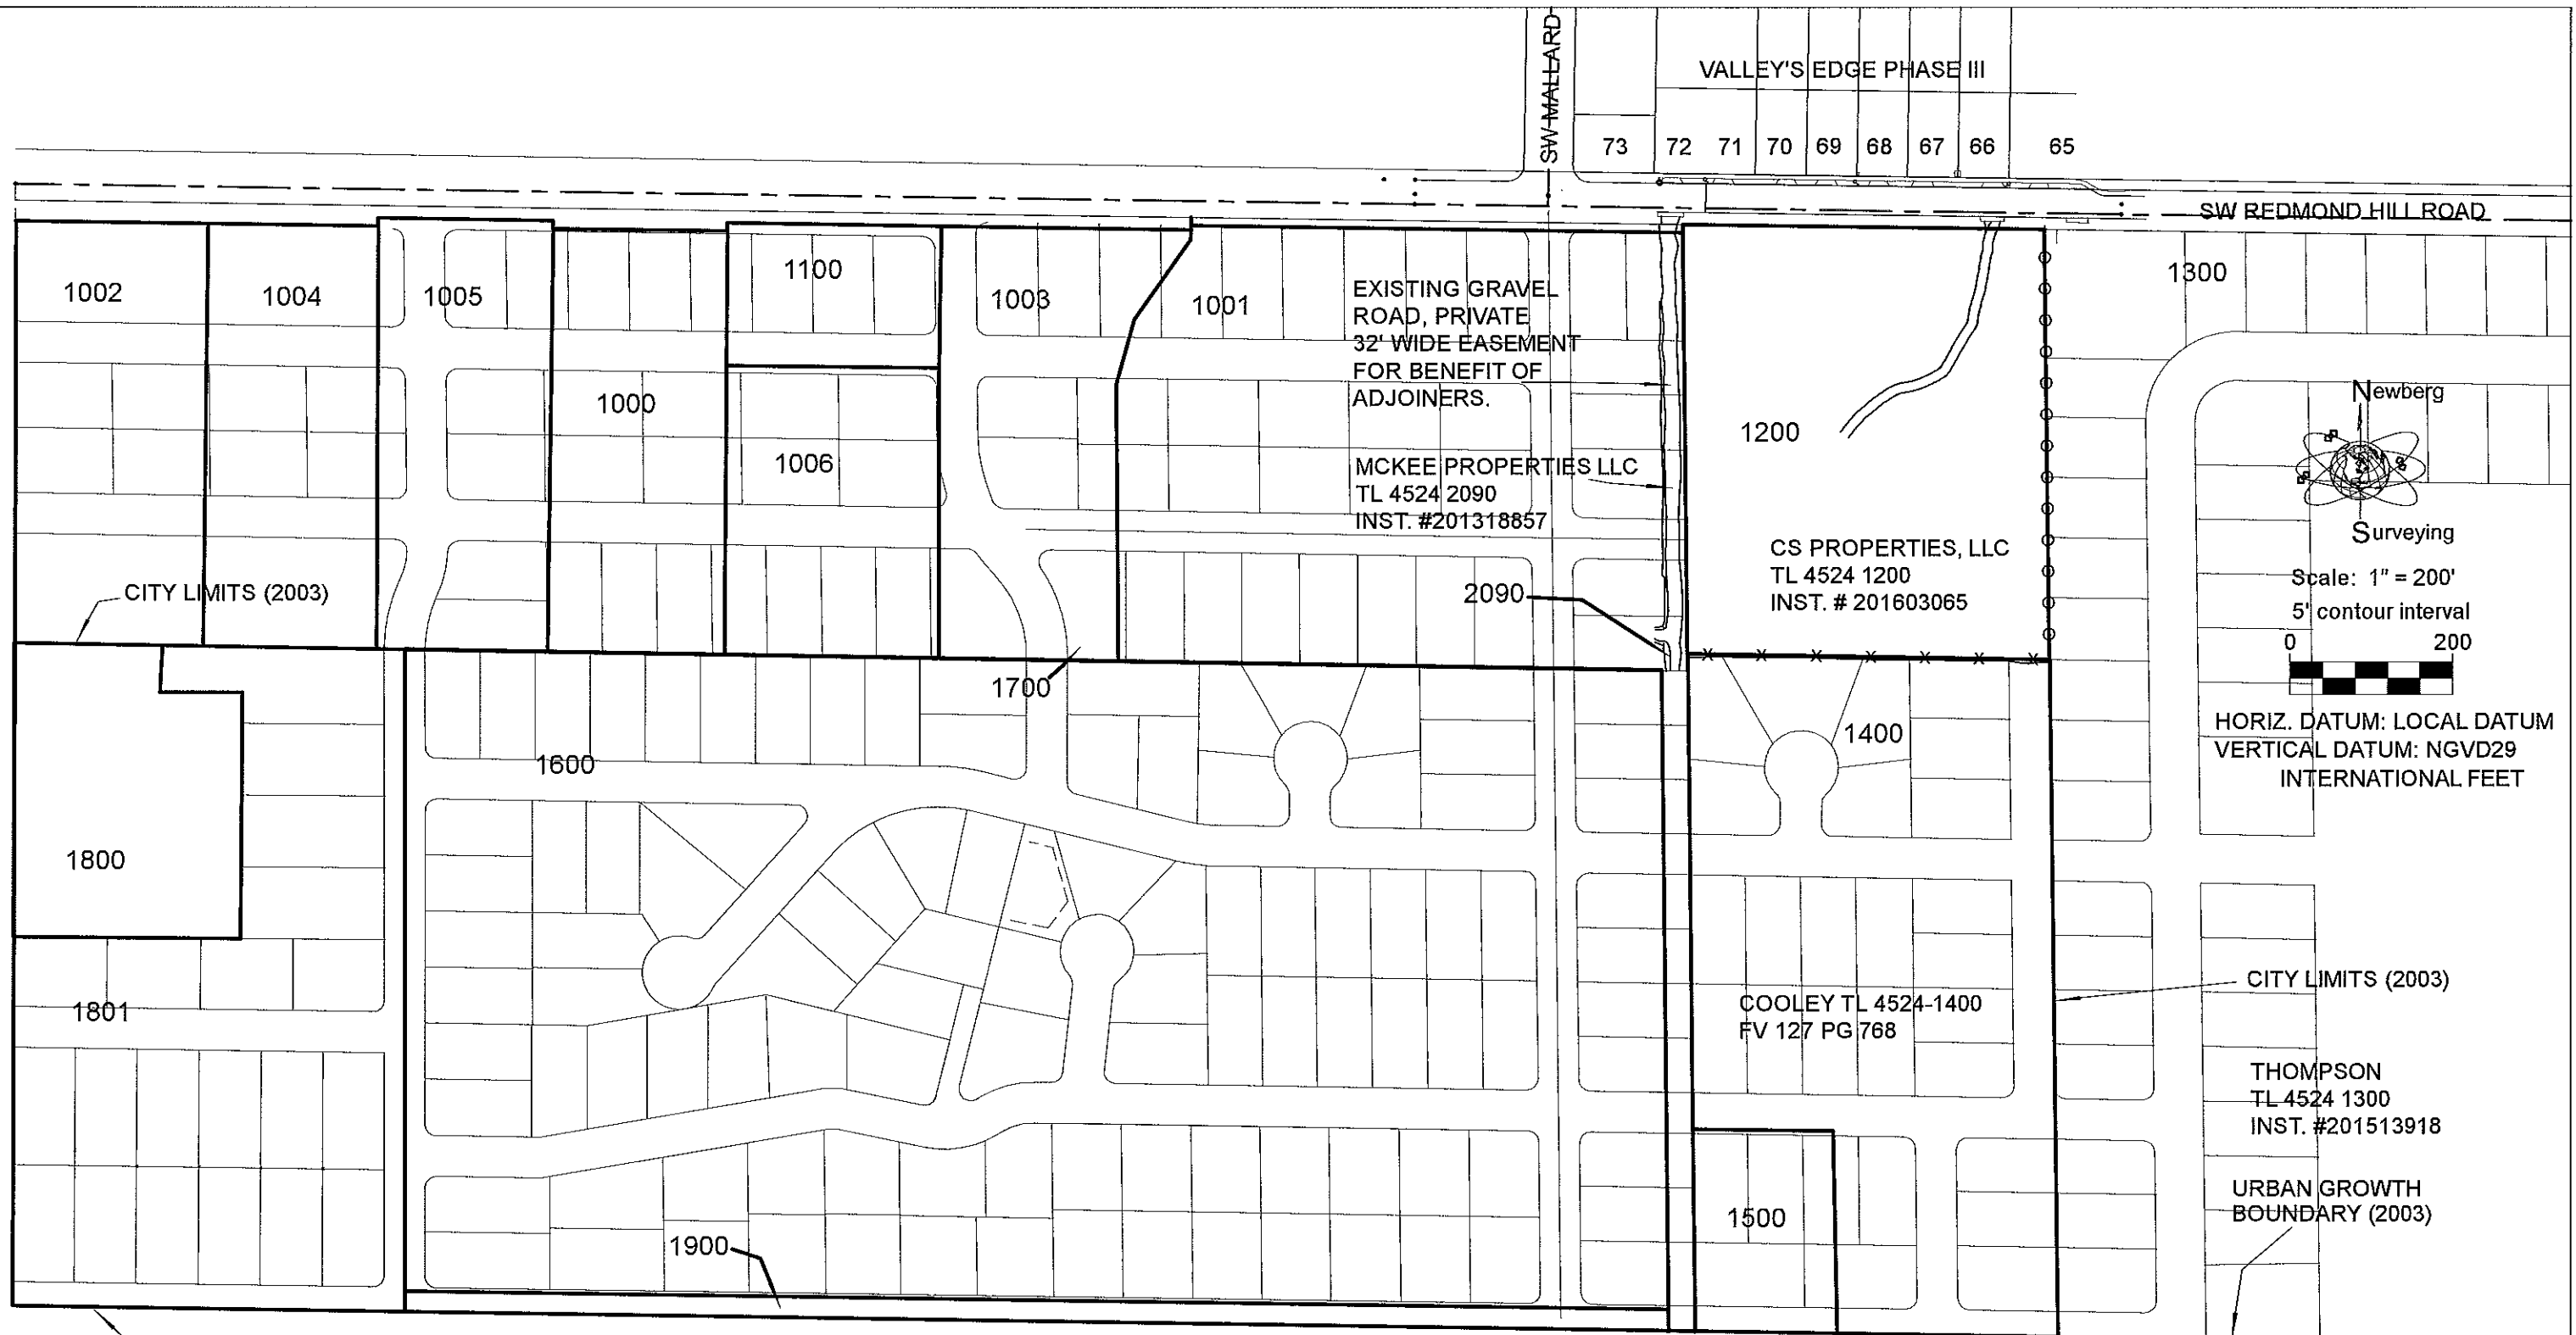 SW MALLARD
VALLEY'S EDGE PHASE III
73 72 71 70 69 68 67 66 65
SW REDMOND HILL ROAD
1002
1004
1005
1100
1003
1001
1000
1006
EXISTING GRAVEL
ROAD, PRIVATE
32' WIDE EASEMENT
FOR BENEFIT OF
ADJOINERS.
MCKEE PROPERTIES LLC
TL 4524 2090
INST. #201318857
1200
CS PROPERTIES, LLC
TL 4524 1200
INST. # 201603065
1300
Newberg
Surveying
Scale: 1" = 200'
5' contour interval
0 200
HORIZ. DATUM: LOCAL DATUM
VERTICAL DATUM: NGVD29
INTERNATIONAL FEET
CITY LIMITS (2003)
2090
1700
1600
1400
1800
1801
CITY LIMITS (2003)
COOLEY TL 4524-1400
FV 127 PG 768
THOMPSON
TL 4524 1300
INST. #201513918
URBAN GROWTH
BOUNDARY (2003)
1500
1900